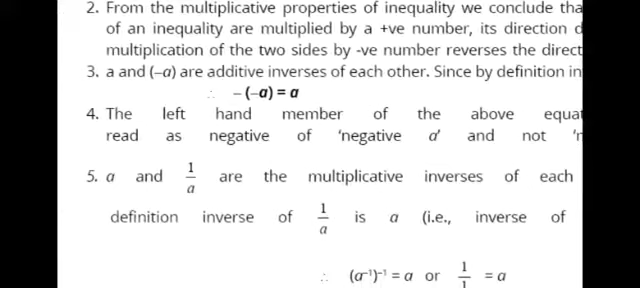 2. From the multiplicative properties of inequality we conclude tha
of an inequality are multiplied by a +ve number, its direction d
multiplication of the two sides by -ve number reverses the direct
3. a and (–a) are additive inverses of each other. Since by definition in
∴ – (–a) = a
4. The left hand member of the above equat
read as negative of 'negative a' and not 'n
5. a and 1/a are the multiplicative inverses of each
definition inverse of 1/a is a (i.e., inverse of
∴ (a⁻¹)⁻¹ = a or 1/1 = a